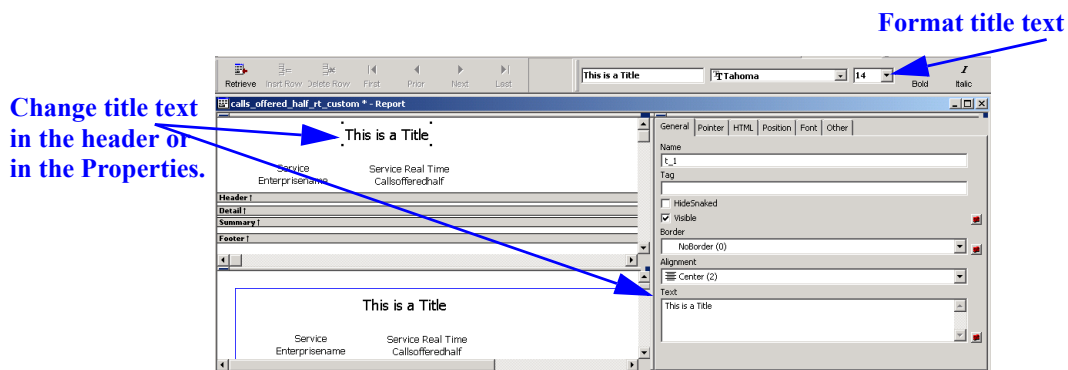 Format title text
This is a Title Tahoma 14
Retrieve Insrt Row Delete Row First Prior Next Last Bold Italic
Change title text
in the header or
in the Properties.
calls_offered_half_rt_custom * - Report
This is a Title
Service Service Real Time
Enterprisename Callsofferedhalf
Header ↑
Detail ↑
Summary ↑
Footer ↑
This is a Title
Service Service Real Time
Enterprisename Callsofferedhalf
General Pointer HTML Position Font Other
Name
t_1
Tag
HideSnaked
Visible
Border
NoBorder (0)
Alignment
Center (2)
Text
This is a Title